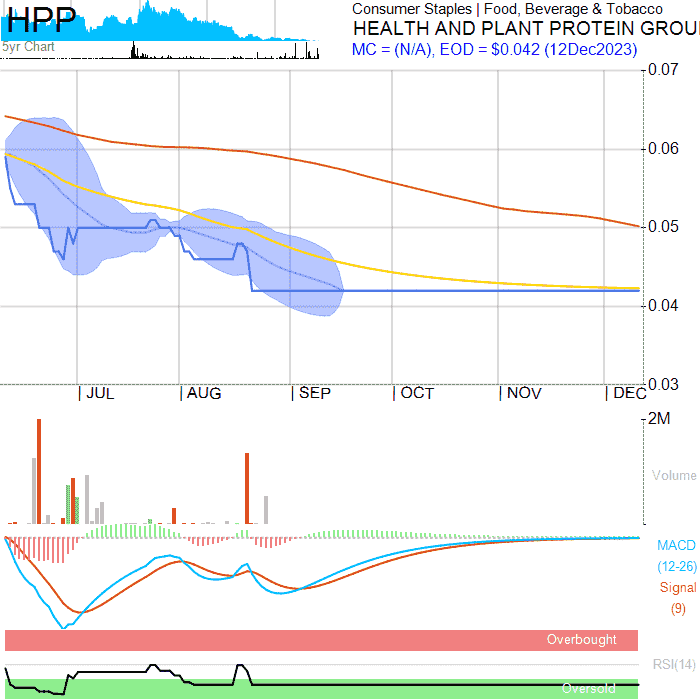 HPP
5yr Chart
Consumer Staples | Food, Beverage & Tobacco
HEALTH AND PLANT PROTEIN GROU
MC = (N/A), EOD = $0.042 (12Dec2023)
0.07
0.06
0.05
0.04
0.03
| JUL | AUG | SEP | OCT | NOV | DEC
2M
Volume
MACD
(12-26)
Signal
(9)
Overbought
RSI(14)
Oversold